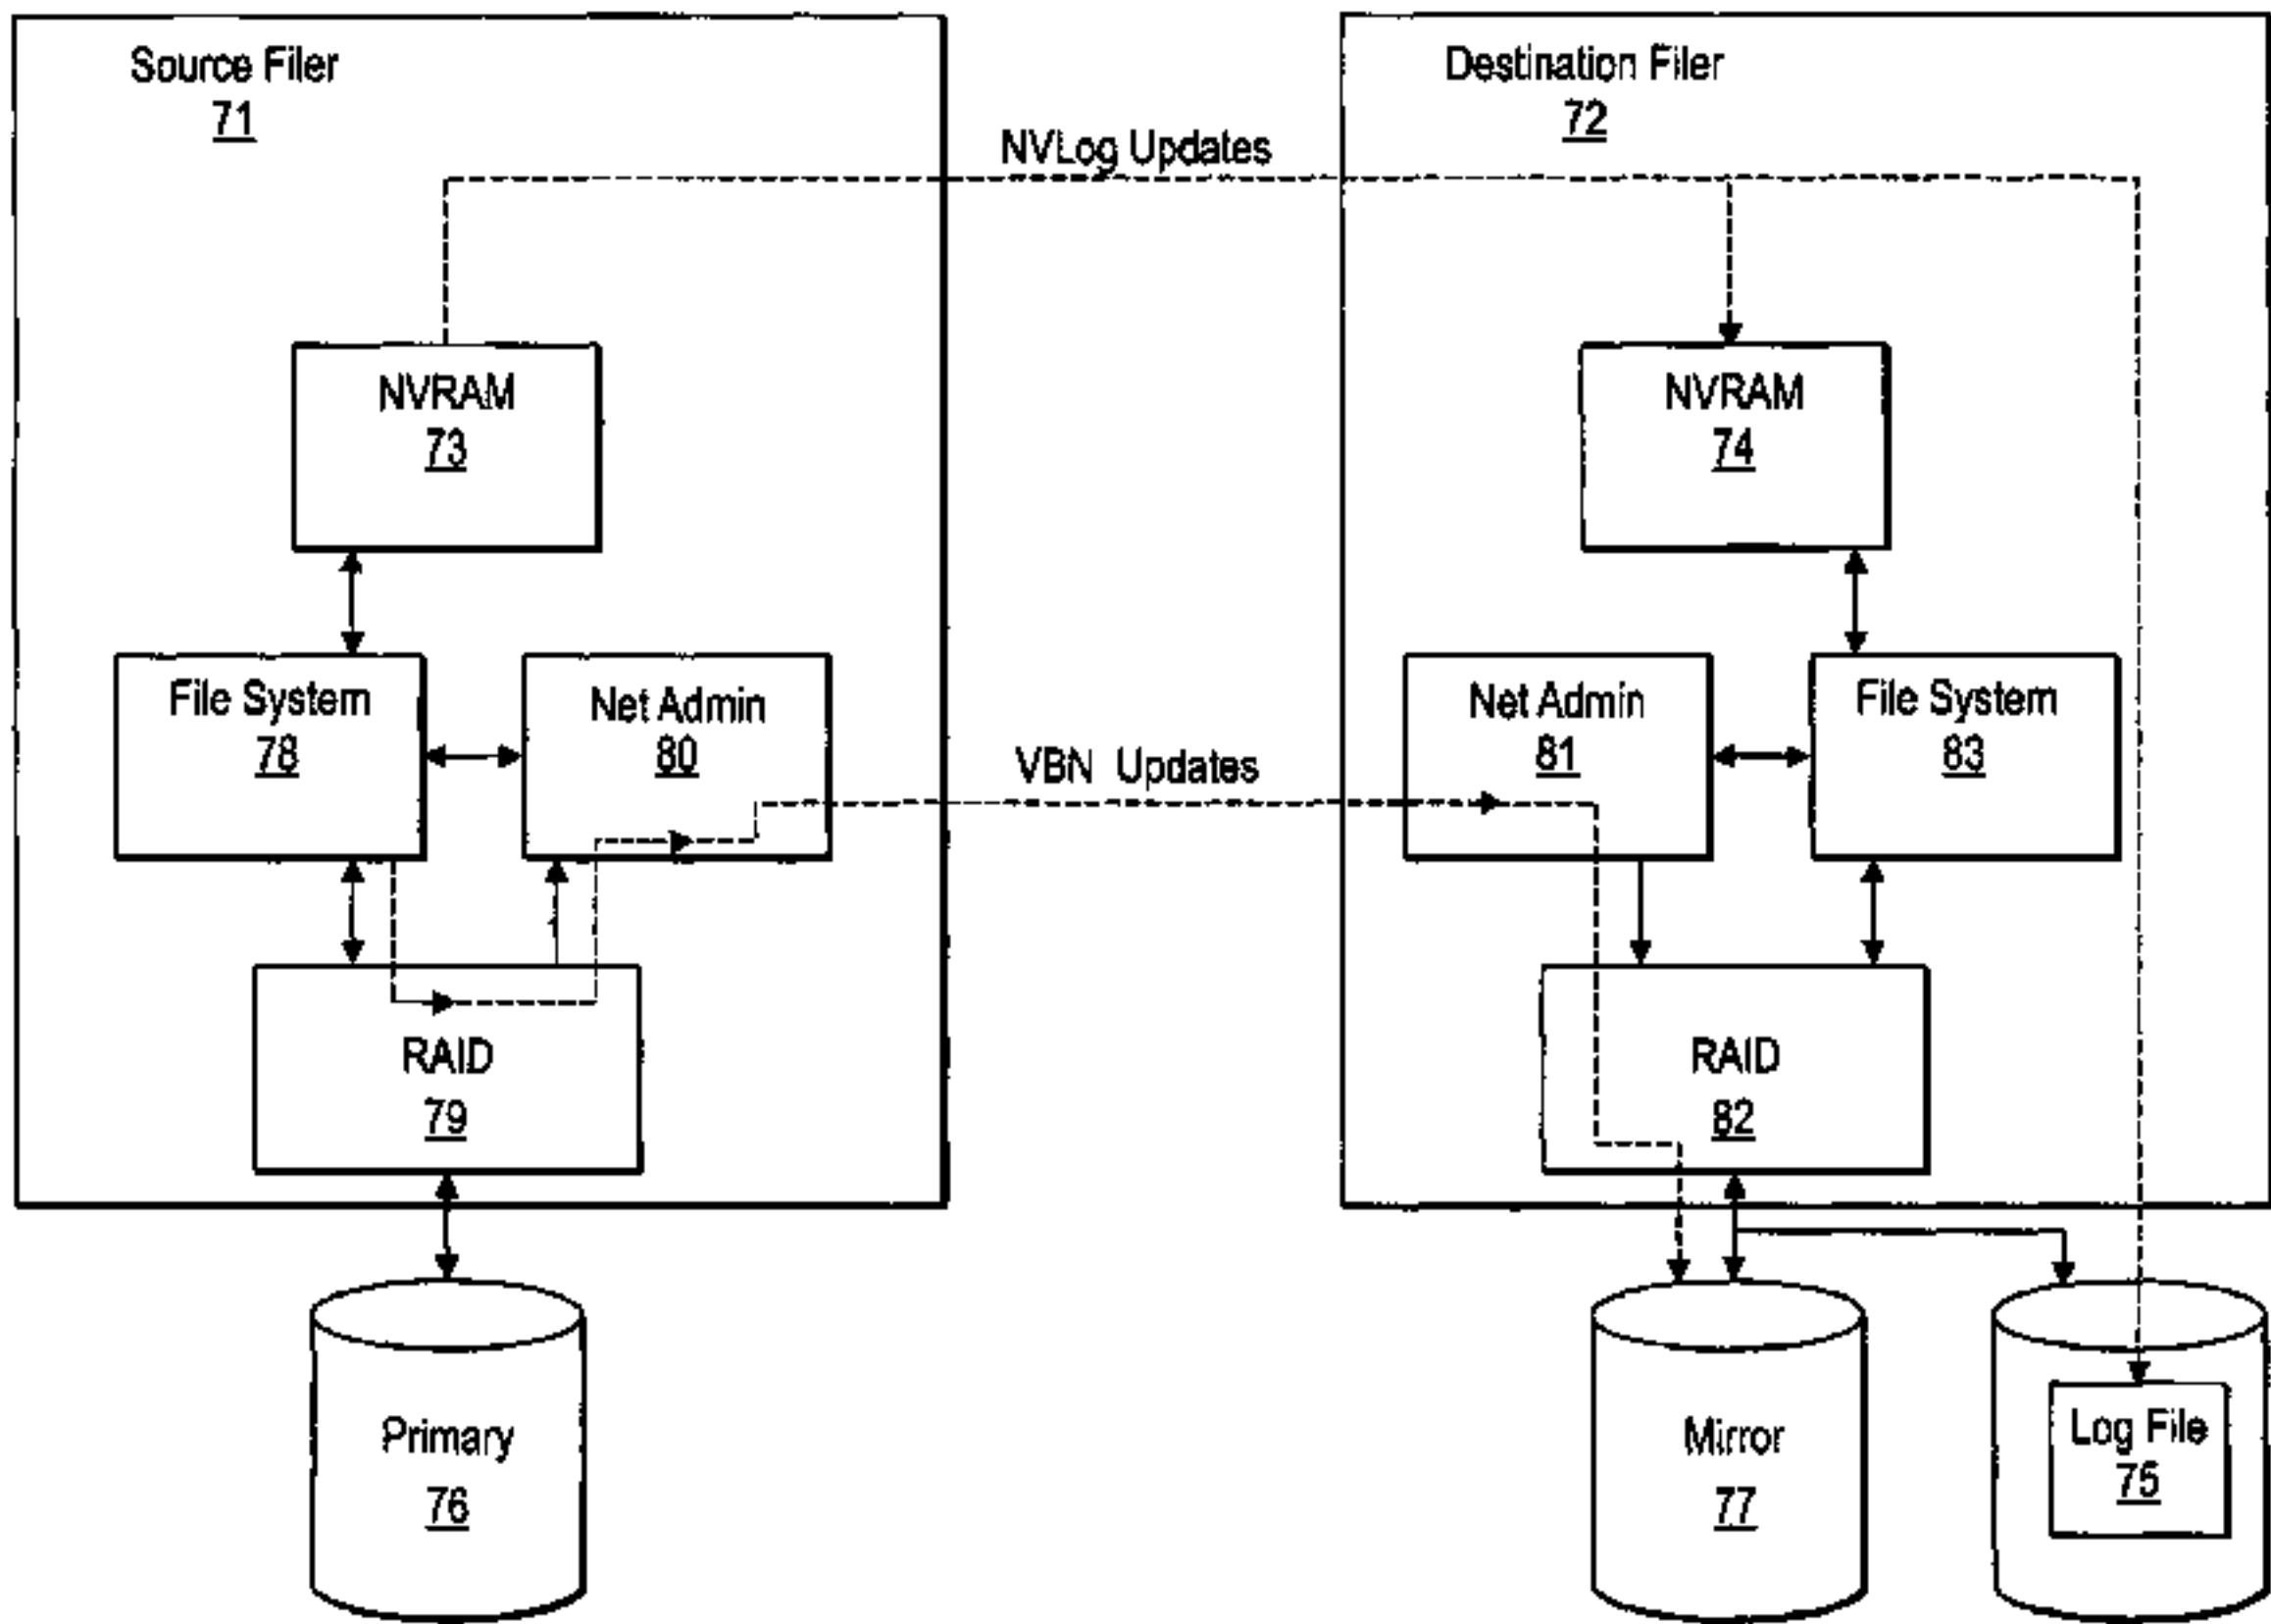 Source Filer
71
Destination Filer
72
NVLog Updates
NVRAM
73
NVRAM
74
File System
78
Net Admin
80
VBN Updates
Net Admin
81
File System
83
RAID
79
RAID
82
Primary
76
Mirror
77
Log File
75